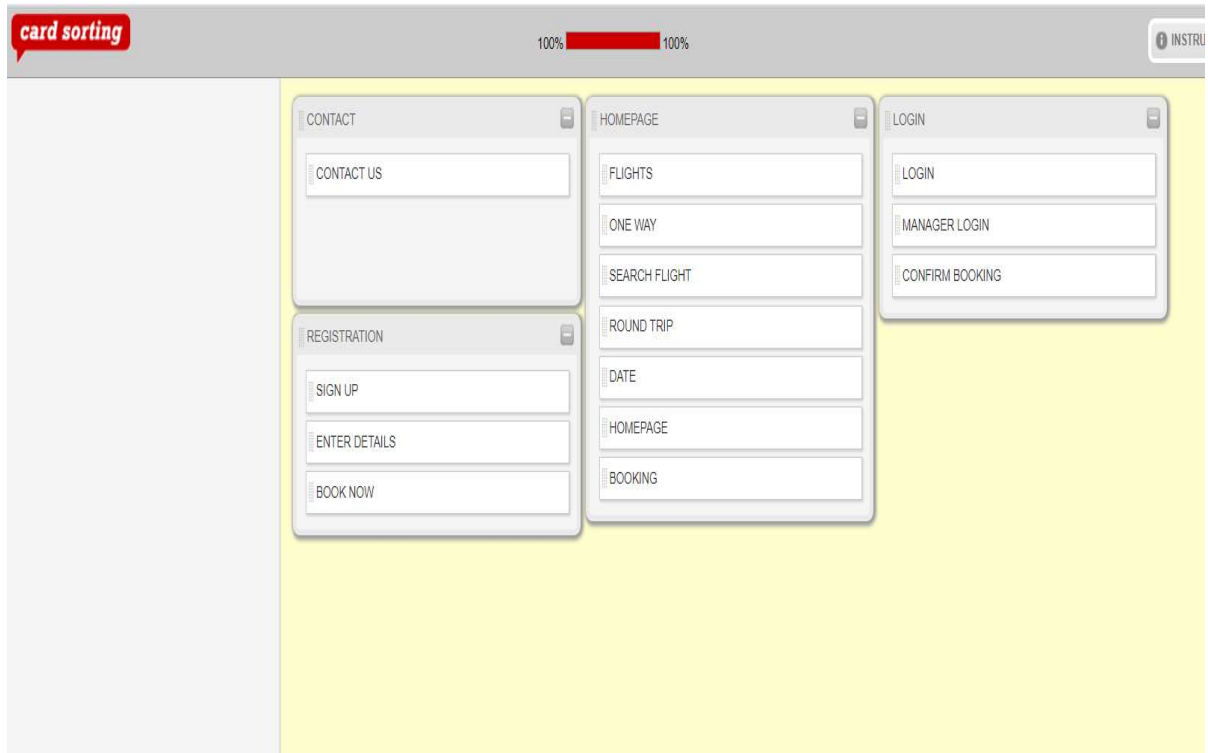 card sorting
100% 100%
INSTRU
CONTACT
CONTACT US
REGISTRATION
SIGN UP
ENTER DETAILS
BOOK NOW
HOMEPAGE
FLIGHTS
ONE WAY
SEARCH FLIGHT
ROUND TRIP
DATE
HOMEPAGE
BOOKING
LOGIN
LOGIN
MANAGER LOGIN
CONFIRM BOOKING